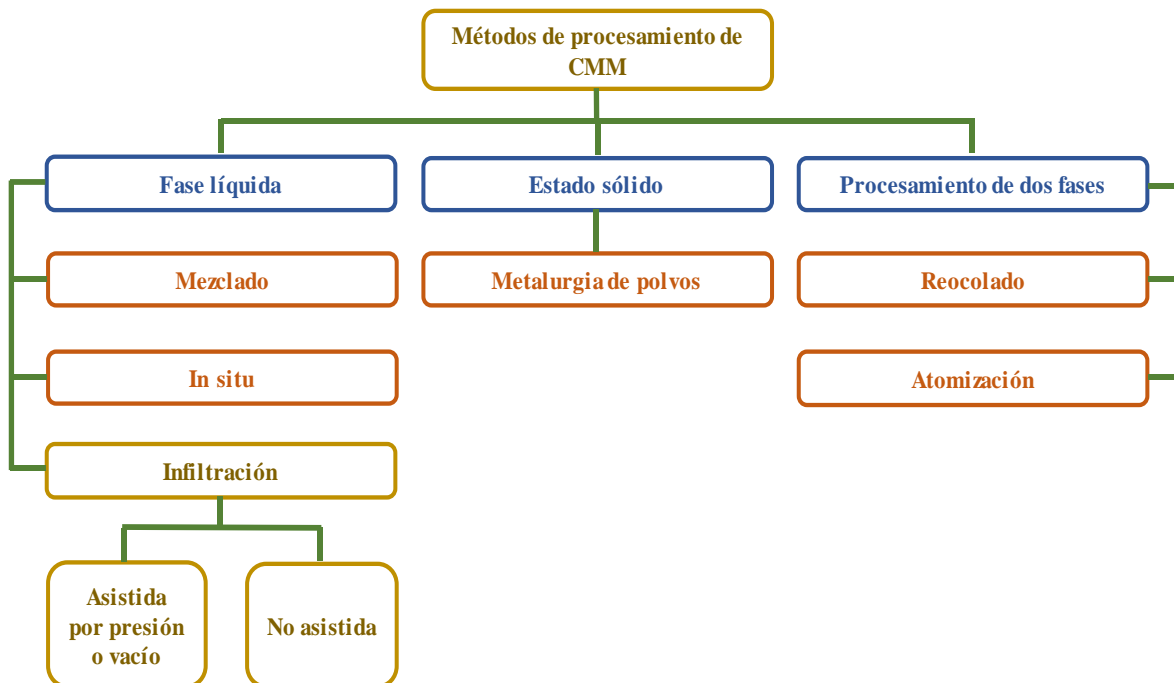 Métodos de procesamiento de
CMM
Fase líquida
Estado sólido
Procesamiento de dos fases
Mezclado
Metalurgia de polvos
Reocolado
In situ
Atomización
Infiltración
Asistida
por presión
o vacío
No asistida